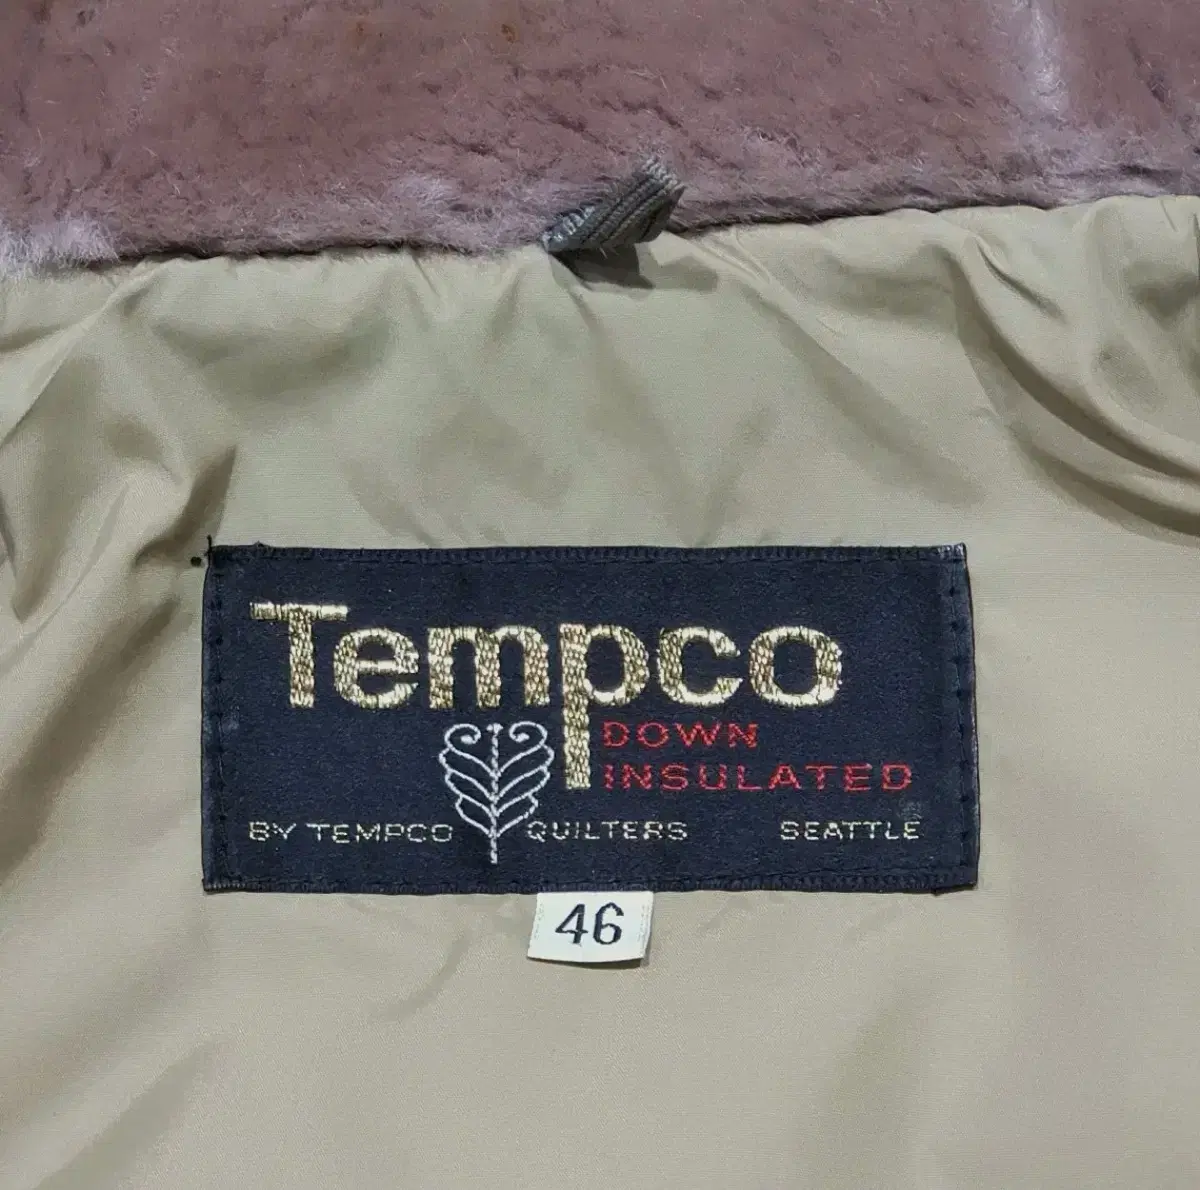 Tempco
DOWN
INSULATED
BY TEMPCO QUILTERS SEATTLE
46